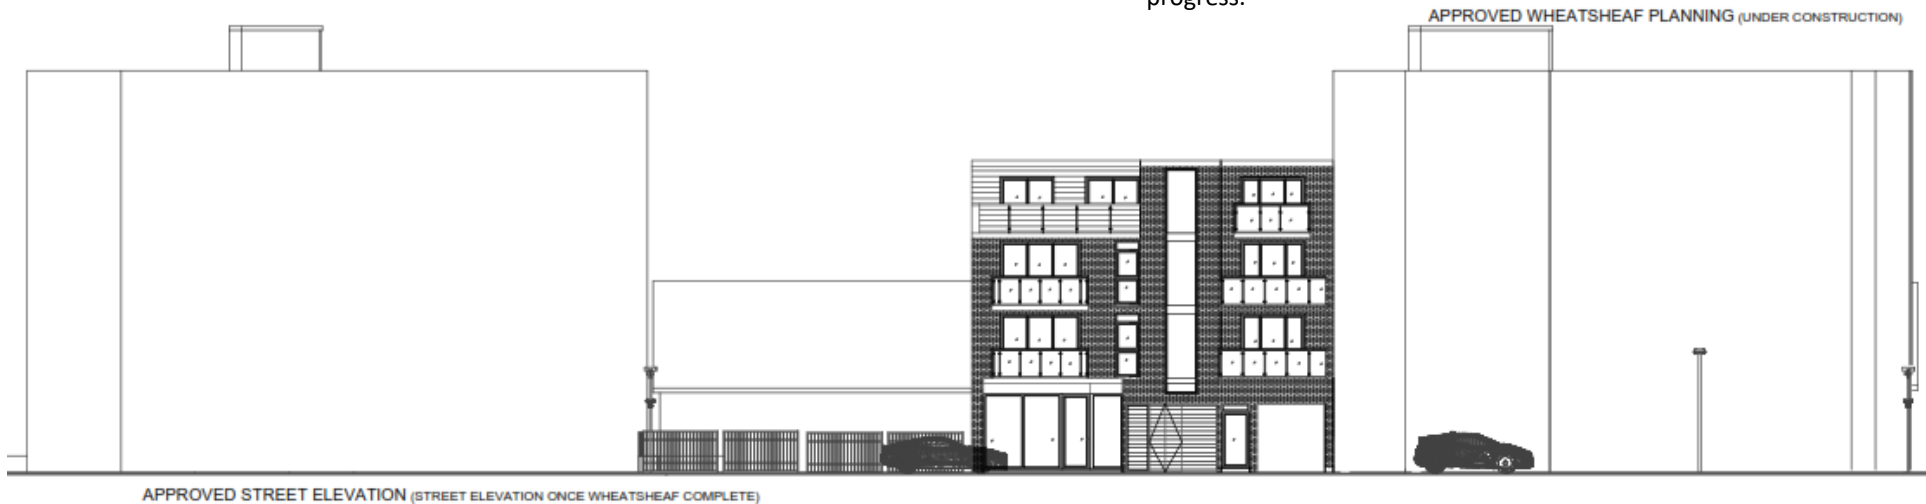 progress.
APPROVED WHEATSHEAF PLANNING (UNDER CONSTRUCTION)
APPROVED STREET ELEVATION (STREET ELEVATION ONCE WHEATSHEAF COMPLETE)